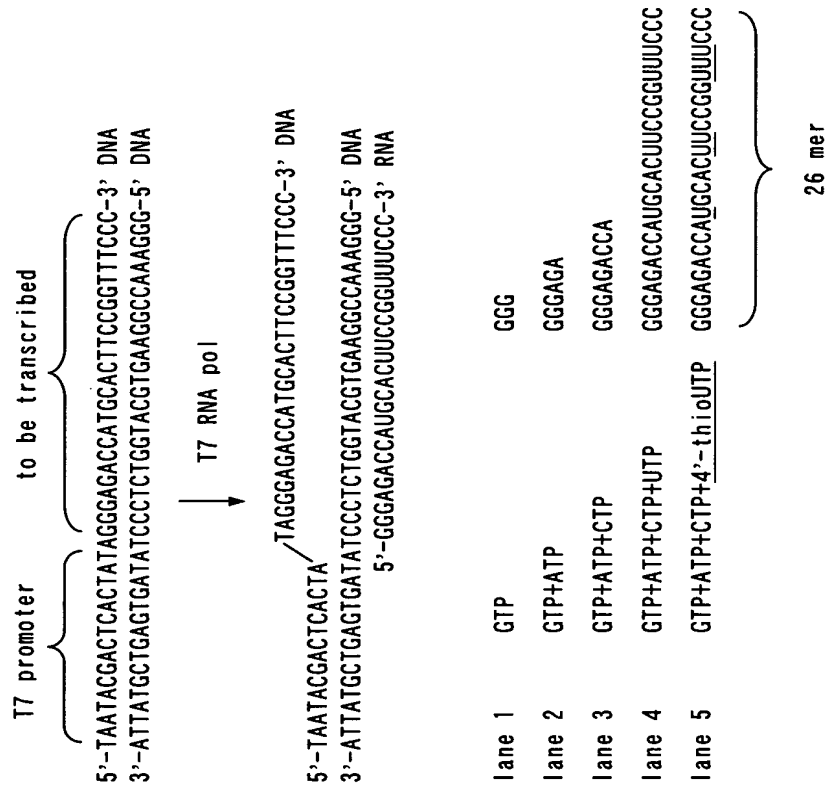 T7 promoter to be transcribed
5'-TAATACGACTCACTATAGGGAGACCATGCACTTCCGGTTTCCC-3' DNA
3'-ATTATGCTGAGTGATATCCCTCTGGTACGTGAAGGCCAAAGGG-5' DNA
T7 RNA pol
TAGGGAGACCATGCACTTCCGGTTTCCC-3' DNA
5'-TAATACGACTCACTA
3'-ATTATGCTGAGTGATATCCCTCTGGTACGTGAAGGCCAAAGGG-5' DNA
5'-GGGAGACCAUGCACUUCCGGUUUCCC-3' RNA
lane 1 GTP GGG
lane 2 GTP+ATP GGGAGA
lane 3 GTP+ATP+CTP GGGAGACCA
lane 4 GTP+ATP+CTP+UTP GGGAGACCAUGCACUUCCGGUUUCCC
lane 5 GTP+ATP+CTP+4'-thioUTP GGGAGACCAUGCACUUCCGGUUUCCC
26 mer